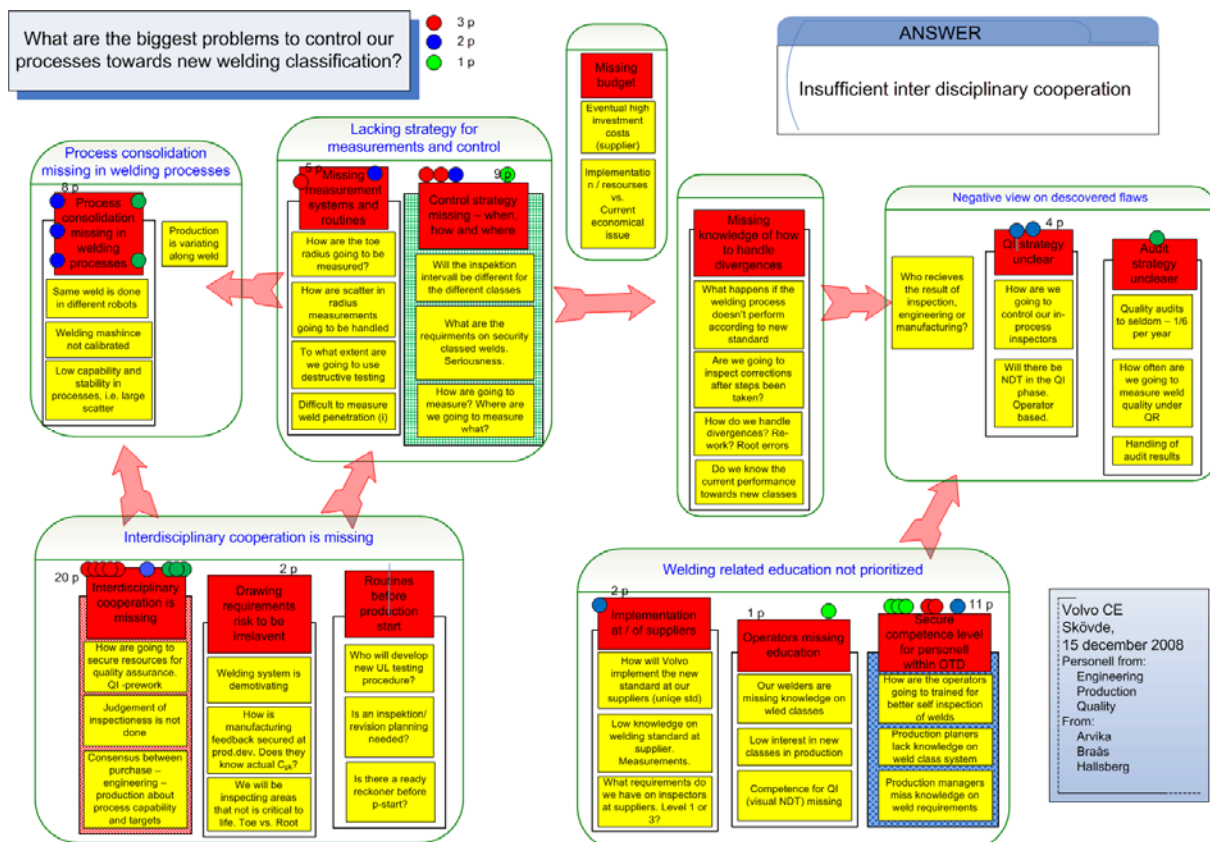 What are the biggest problems to control our
processes towards new welding classification?
3 p
2 p
1 p
ANSWER
Insufficient inter disciplinary cooperation
Missing
budget
Eventual high
investment
costs
(supplier)
Implementatio
n / resourses
vs.
Current
economical
issue
Process consolidation
missing in welding processes
8 p
Process
consolidation
missing in
welding
processes
Production
is variating
along weld
Same weld is done
in different robots
Welding mashince
not calibrated
Low capability and
stability in
processes, i.e. large
scatter
Lacking strategy for
measurements and control
5 p
Missing
measurement
systems and
routines
How are the toe
radius going to be
measured?
How are scatter in
radius
measurements
going to be handled
To what extent are
we going to use
destructive testing
Difficult to measure
weld penetration (i)
9 p
Control strategy
missing – when,
how and where
Will the inspektion
intervall be different for
the different classes
What are the
requirments on security
classed welds.
Seriousness.
How are going to
measure? Where are
we going to measure
what?
Missing
knowledge of how
to handle
divergences
What happens if the
welding process
doesn't perform
according to new
standard
Are we going to
inspect corrections
after steps been
taken?
How do we handle
divergences? Re-
work? Root errors
Do we know the
current performance
towards new classes
Negative view on descovered flaws
Who recieves
the result of
inspection,
engineering or
manufacturing?
4 p
QI strategy
unclear
How are we
going to
control our in-
process
inspectors
Will there be
NDT in the QI
phase.
Operator
based.
Audit
strategy
uncleaer
Quality audits
to seldom – 1/6
per year
How often are
we going to
measure weld
quality under
QR
Handling of
audit results
Interdisciplinary cooperation is missing
20 p
Interdisciplinary
cooperation is
missing
How are going to
secure resources for
quality assurance.
QI -prework
Judgement of
inspectioness is not
done
Consensus between
purchase –
engineering –
production about
process capability
and targets
2 p
Drawing
requirements
risk to be
irrelavent
Welding system is
demotivating
How is
manufacturing
feedback secured at
prod.dev. Does they
know actual Cpk?
We will be
inspecting areas
that not is critical to
life. Toe vs. Root
Routines
before
production
start
Who will develop
new UL testing
procedure?
Is an inspektion/
revision planning
needed?
Is there a ready
reckoner before
p-start?
Welding related education not prioritized
2 p
Implementation
at / of suppliers
How will Volvo
implement the new
standard at our
suppliers (uniqe std)
Low knowledge on
welding standard at
supplier.
Measurements.
What requirements do
we have on inspectors
at suppliers. Level 1 or
3?
1 p
Operators missing
education
Our welders are
missing knowledge on
wled classes
Low interest in new
classes in production
Competence for QI
(visual NDT) missing
11 p
Secure
competence level
for personell
within OTD
How are the operators
going to trained for
better self inspection
of welds
Production planers
lack knowledge on
weld class system
Production managers
miss knowledge on
weld requirements
Volvo CE
Skövde,
15 december 2008
Personell from:
Engineering
Production
Quality
From:
Arvika
Braås
Hallsberg